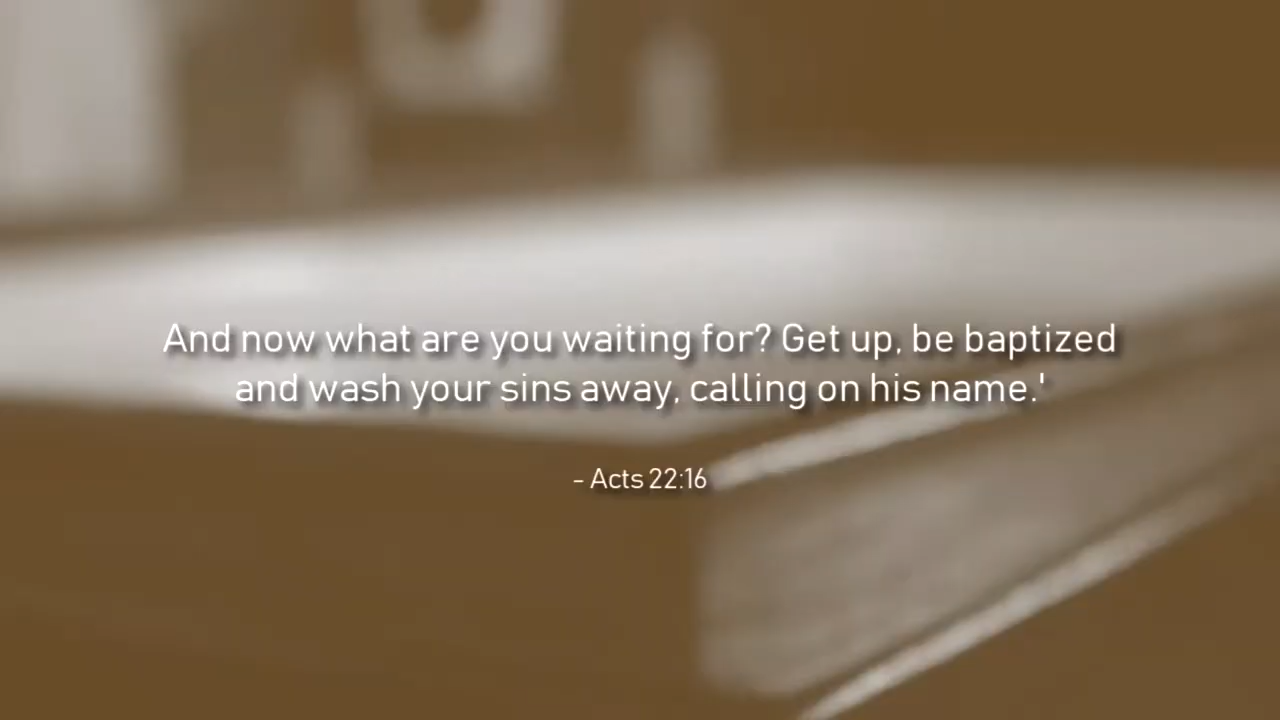 And now what are you waiting for? Get up, be baptized
and wash your sins away, calling on his name.'
- Acts 22:16